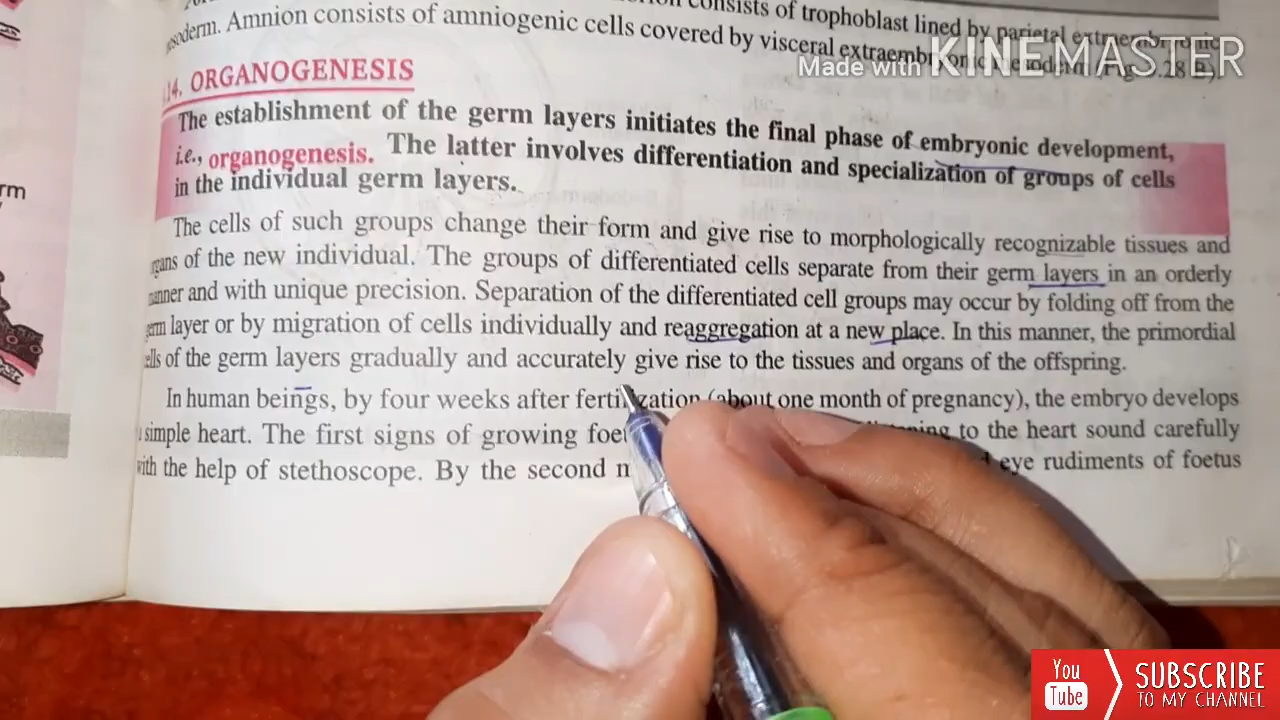 consists of trophoblast lined by parietal
Amnion consists of amniogenic cells covered by visceral
Made with KINEMASTER
14. ORGANOGENESIS
The establishment of the germ layers initiates the final phase of embryonic development,
i.e., organogenesis. The latter involves differentiation and specialization of groups of cells
in the individual germ layers.
rm
The cells of such groups change their form and give rise to morphologically recognizable tissues and
of the new individual. The groups of differentiated cells separate from their germ layers in an orderly
and with unique precision. Separation of the differentiated cell groups may occur by folding off from the
layer or by migration of cells individually and reaggregation at a new place. In this manner, the primordial
of the germ layers gradually and accurately give rise to the tissues and organs of the offspring.
In human beings, by four weeks after fertilization (about one month of pregnancy), the embryo develops
simple heart. The first signs of growing to the heart sound carefully
with the help of stethoscope. By the second eye rudiments of foetus
You Tube SUBSCRIBE
TO MY CHANNEL